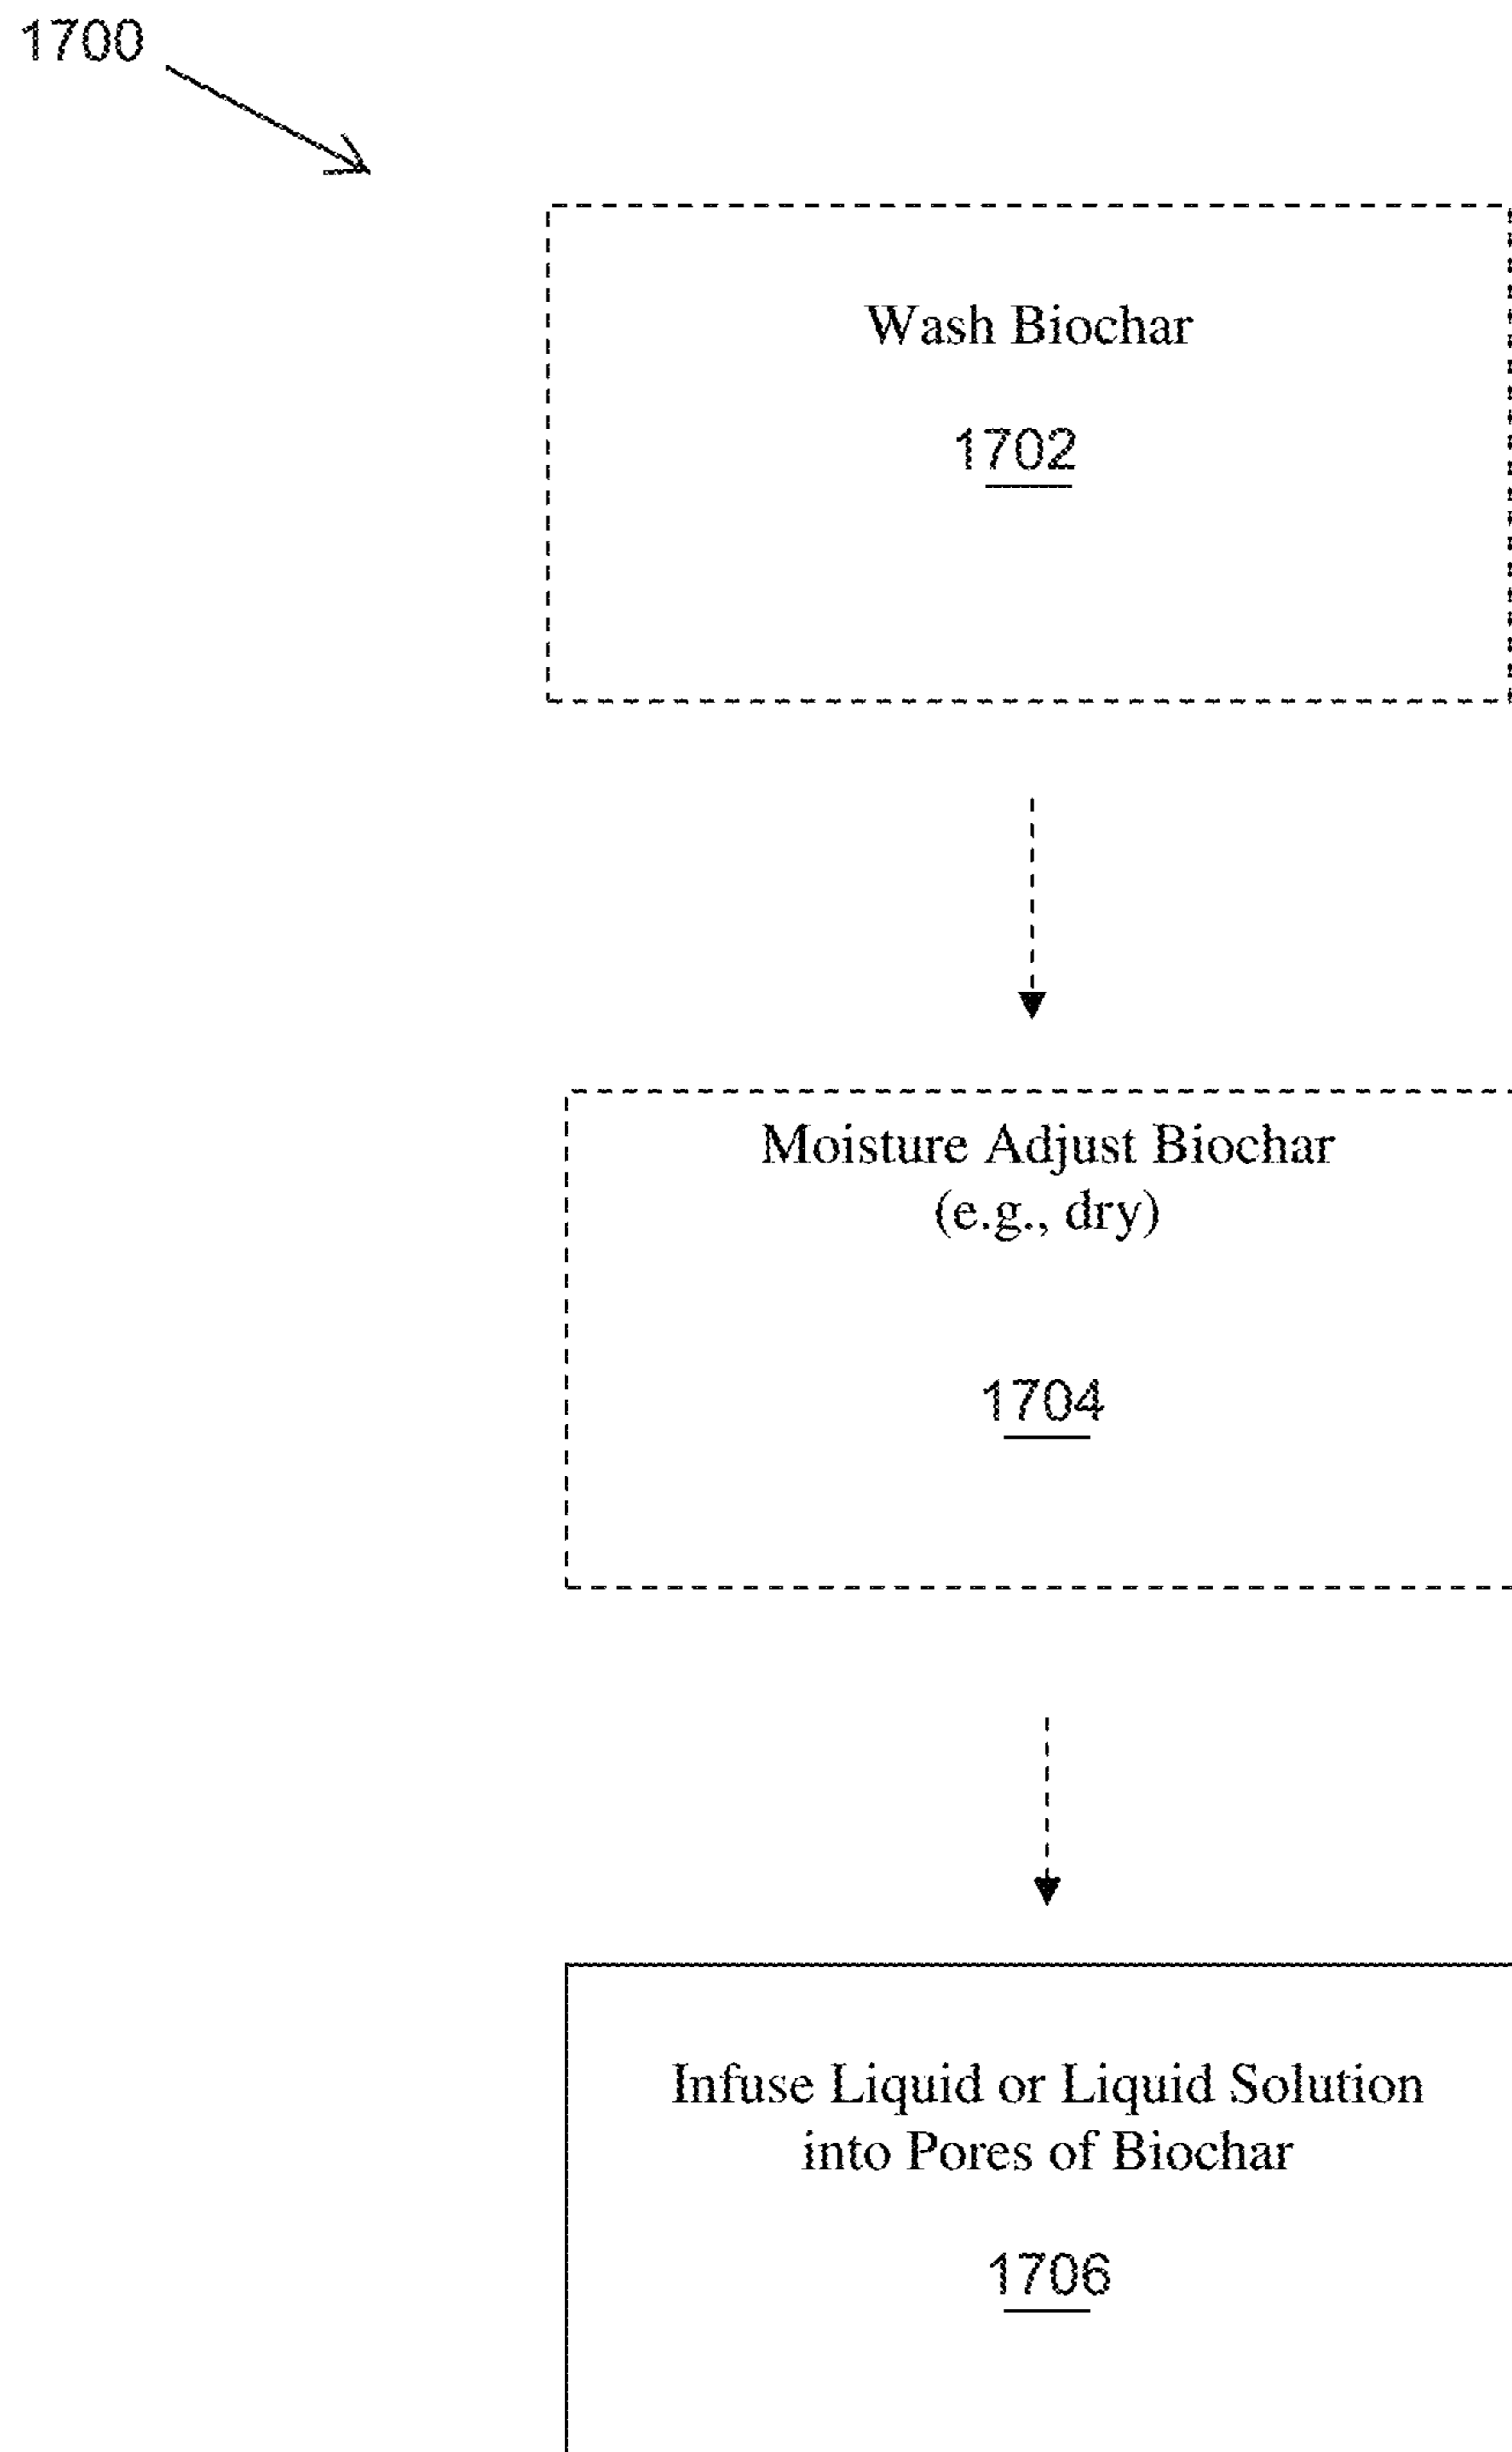 1700
Wash Biochar
1702
Moisture Adjust Biochar
(e.g., dry)
1704
Infuse Liquid or Liquid Solution
into Pores of Biochar
1706